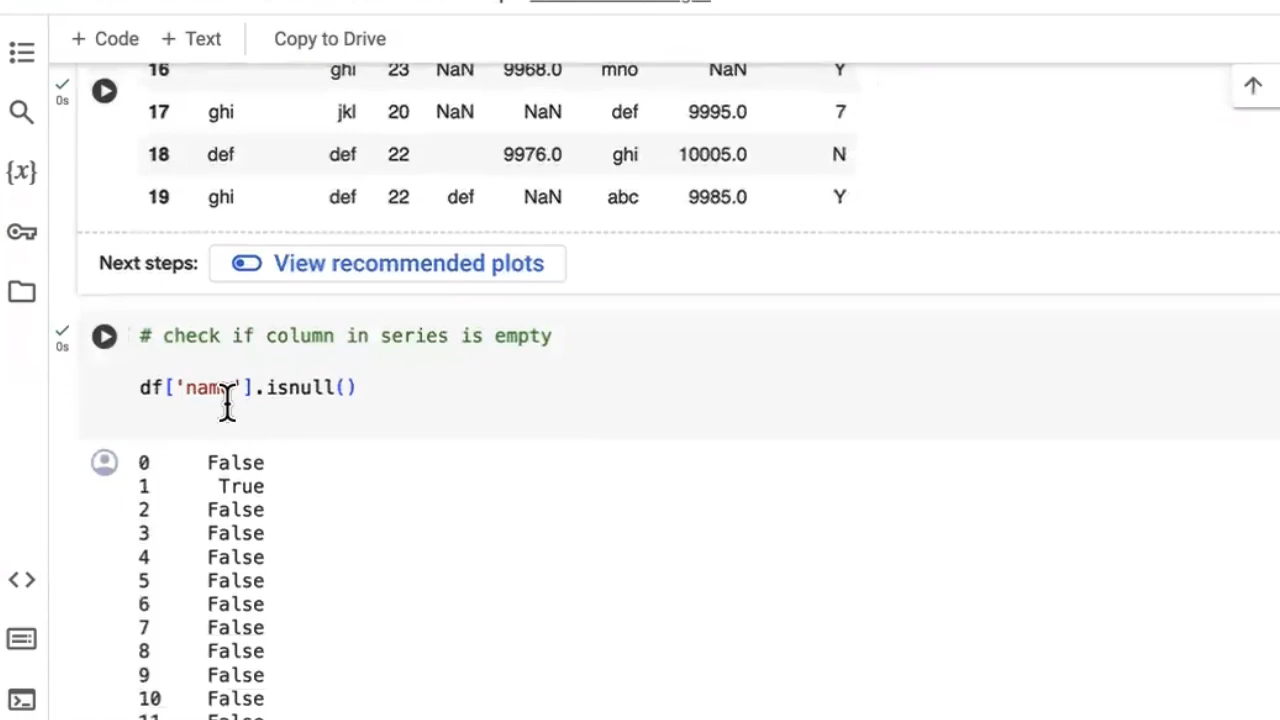 + Code + Text Copy to Drive
16 ghi 23 NaN 9968.0 mno NaN Y
0s
17 ghi jkl 20 NaN NaN def 9995.0 7
18 def def 22 9976.0 ghi 10005.0 N
{x}
19 ghi def 22 def NaN abc 9985.0 Y
Next steps: View recommended plots
# check if column in series is empty
0s
df['name'].isnull()
0 False
1 True
2 False
3 False
4 False
5 False
6 False
7 False
8 False
9 False
10 False
11 False